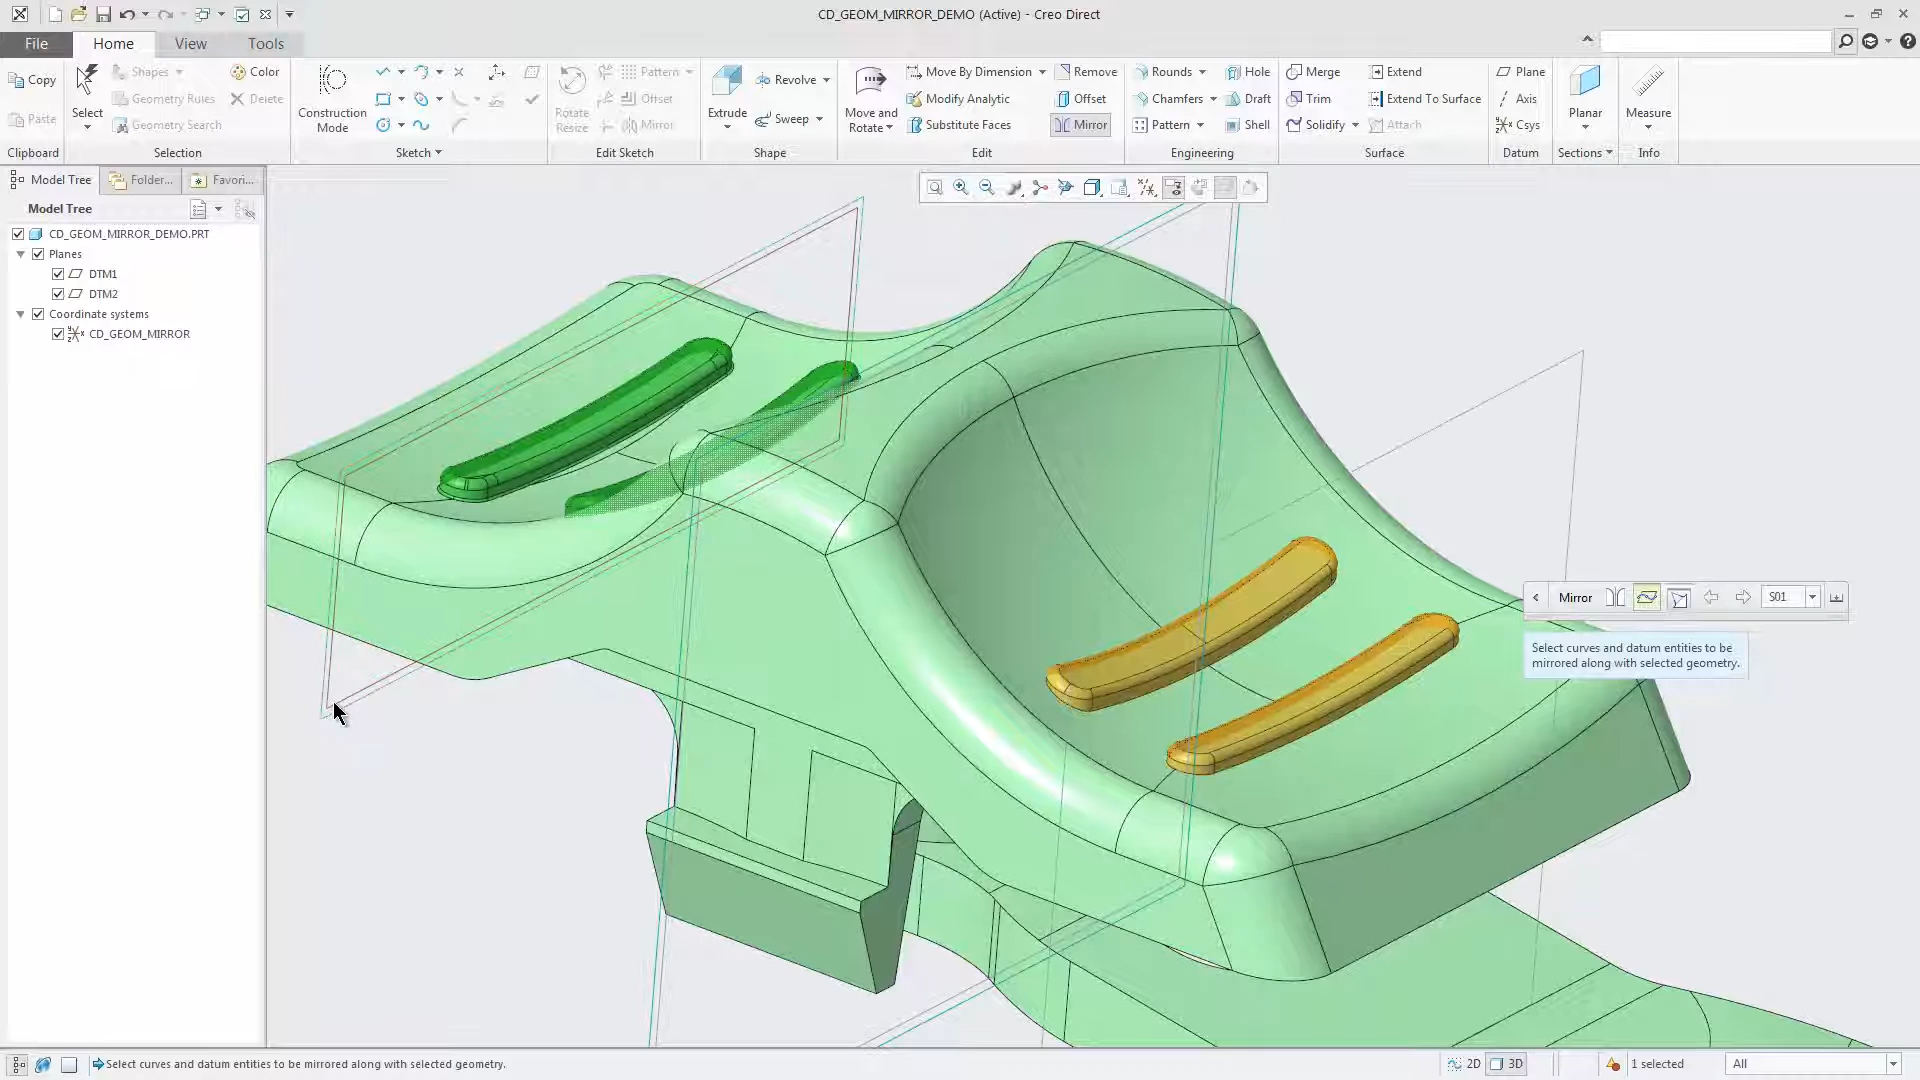 CD_GEOM_MIRROR_DEMO (Active) - Creo Direct
File Home View Tools
Copy
Paste
Clipboard
Select
Shapes
Geometry Rules
Geometry Search
Color
Delete
Selection
Construction
Mode
Sketch
Rotate
Resize
Pattern
Offset
Mirror
Edit Sketch
Extrude
Revolve
Sweep
Shape
Move and
Rotate
Move By Dimension
Modify Analytic
Substitute Faces
Remove
Offset
Mirror
Edit
Rounds
Chamfers
Pattern
Hole
Draft
Shell
Engineering
Merge
Trim
Solidify
Extend
Extend To Surface
Attach
Surface
Plane
Axis
Csys
Datum
Planar
Sections
Measure
Info
Model Tree Folder... Favori...
Model Tree
CD_GEOM_MIRROR_DEMO.PRT
Planes
DTM1
DTM2
Coordinate systems
CD_GEOM_MIRROR
Mirror S01
Select curves and datum entities to be
mirrored along with selected geometry.
Select curves and datum entities to be mirrored along with selected geometry.
2D 3D 1 selected All